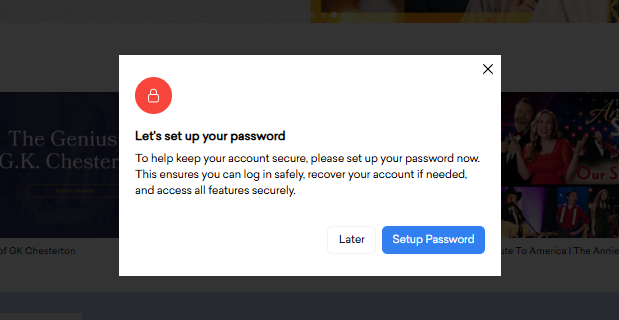 The Genius
G.K. Chester
Let's set up your password
To help keep your account secure, please set up your password now.
This ensures you can log in safely, recover your account if needed,
and access all features securely.
Later
Setup Password
of GK Chesterton
ute To America | The Annie